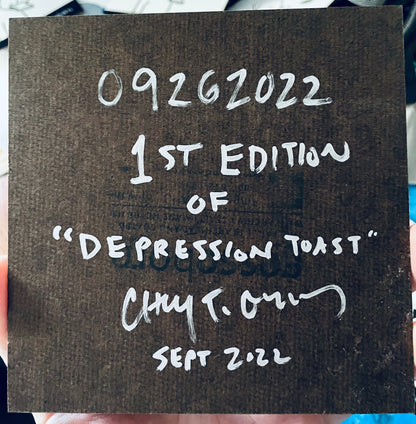 09262022
1ST EDITION
OF
"DEPRESSION TOAST"
SEPT 2022